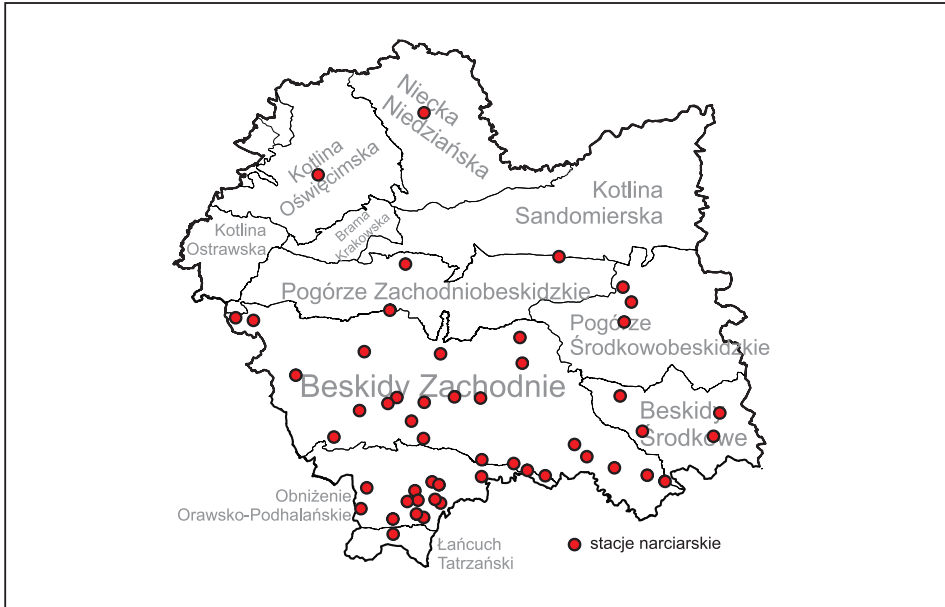 Niecka
Niedziańska
Kotlina
Oświęcimska
Kotlina
Sandomierska
Brama
Krakowska
Kotlina
Ostrawska
Pogórze Zachodniobeskidzkie
Pogórze
Środkowobeskidzkie
Beskidy Zachodnie
Beskidy
Środkowe
Obniżenie
Orawsko-Podhalańskie
Łańcuch
Tatrzański
stacje narciarskie